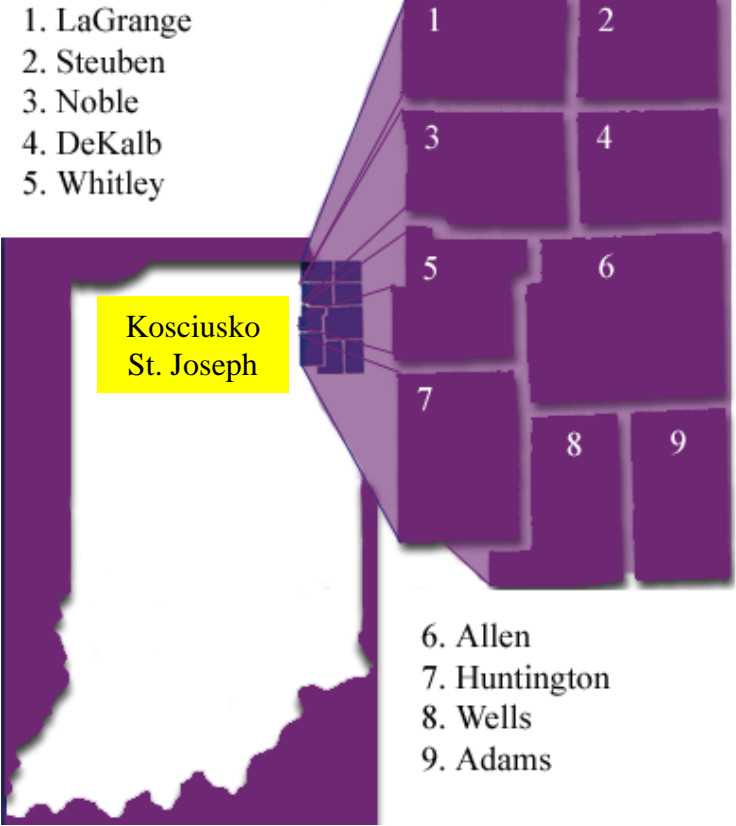 1. LaGrange
2. Steuben
3. Noble
4. DeKalb
5. Whitley
1
2
3
4
5
6
7
8
9
Kosciusko
St. Joseph
6. Allen
7. Huntington
8. Wells
9. Adams